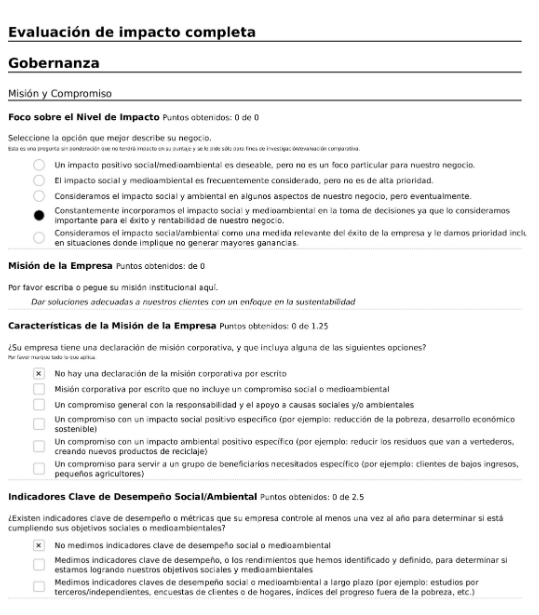 Evaluación de impacto completa
Gobernanza
Misión y Compromiso
Foco sobre el Nivel de Impacto Puntos obtenidos: 0 de 0
Seleccione la opción que mejor describe su negocio.
Esta es una pregunta sin ponderación que no tendrá impacto en su puntaje y se le pide sólo para fines de investigación/evaluación comparativa.
Un impacto positivo social/medioambiental es deseable, pero no es un foco particular para nuestro negocio.
El impacto social y medioambiental es frecuentemente considerado, pero no es de alta prioridad.
Consideramos el impacto social y ambiental en algunos aspectos de nuestro negocio, pero eventualmente.
Constantemente incorporamos el impacto social y medioambiental en la toma de decisiones ya que lo consideramos
importante para el éxito y rentabilidad de nuestro negocio.
Consideramos el impacto social/ambiental como una medida relevante del éxito de la empresa y le damos prioridad inclu
en situaciones donde implique no generar mayores ganancias.
Misión de la Empresa Puntos obtenidos: de 0
Por favor escriba o pegue su misión institucional aquí.
Dar soluciones adecuadas a nuestros clientes con un enfoque en la sustentabilidad
Características de la Misión de la Empresa Puntos obtenidos: 0 de 1.25
¿Su empresa tiene una declaración de misión corporativa, y que incluya alguna de las siguientes opciones?
Por favor marque todo lo que aplica.
No hay una declaración de la misión corporativa por escrito
Misión corporativa por escrito que no incluye un compromiso social o medioambiental
Un compromiso general con la responsabilidad y el apoyo a causas sociales y/o ambientales
Un compromiso con un impacto social positivo específico (por ejemplo: reducción de la pobreza, desarrollo económico
sostenible)
Un compromiso con un impacto ambiental positivo específico (por ejemplo: reducir los residuos que van a vertederos,
creando nuevos productos de reciclaje)
Un compromiso para servir a un grupo de beneficiarios necesitados específico (por ejemplo: clientes de bajos ingresos,
pequeños agricultores)
Indicadores Clave de Desempeño Social/Ambiental Puntos obtenidos: 0 de 2.5
¿Existen indicadores clave de desempeño o métricas que su empresa controle al menos una vez al año para determinar si está
cumpliendo sus objetivos sociales o medioambientales?
No medimos indicadores clave de desempeño social o medioambiental
Medimos indicadores clave de desempeño, o los rendimientos que hemos identificado y definido, para determinar si
estamos logrando nuestros objetivos sociales y medioambientales
Medimos indicadores claves de desempeño social o medioambiental a largo plazo (por ejemplo: estudios por
terceros/independientes, encuestas de clientes o de hogares, índices del progreso fuera de la pobreza, etc.)